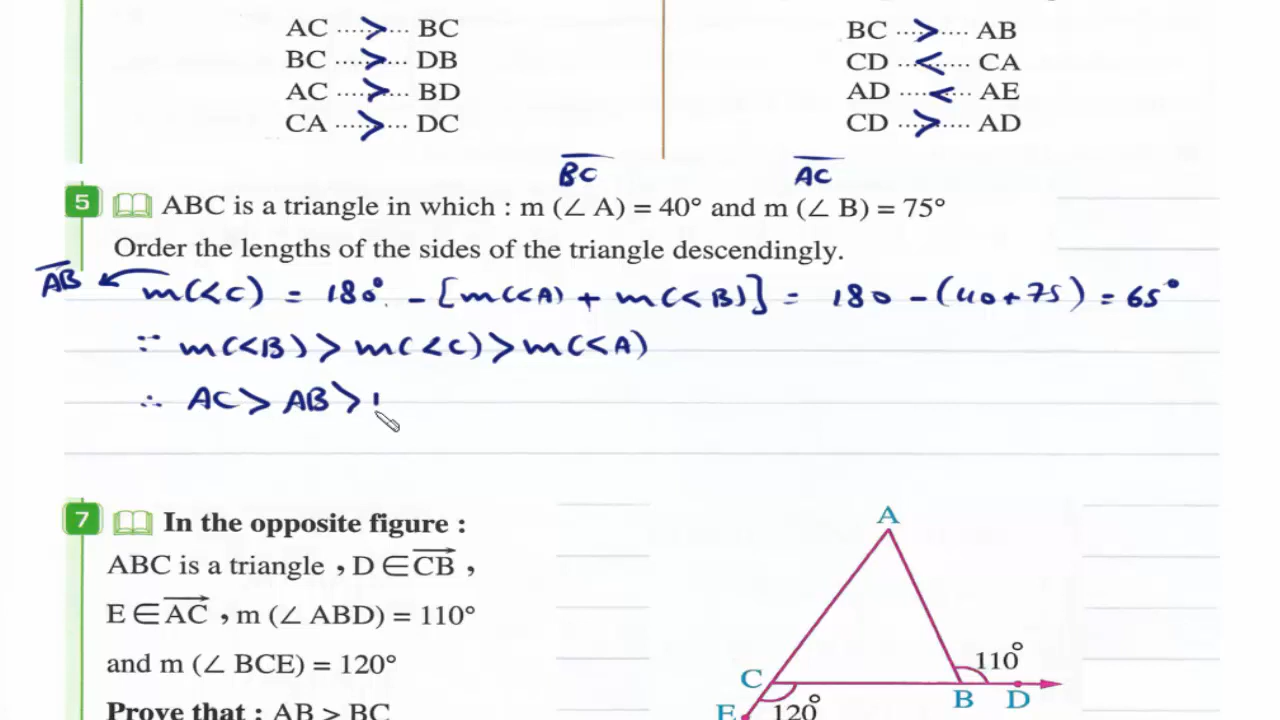 AC ......>...... BC
BC ......>...... DB
AC ......>...... BD
CA ......>...... DC
BC ......>...... AB
CD ......<...... CA
AD ......<...... AE
CD ......>...... AD
BC
AC
5 ABC is a triangle in which : m (∠ A) = 40° and m (∠ B) = 75°
Order the lengths of the sides of the triangle descendingly.
AB
m(<C) = 180° - [m(<A) + m(<B)] = 180 - (40+75) = 65°
∵ m(<B) > m(<C) > m(<A)
∴ AC > AB >
7 In the opposite figure :
ABC is a triangle , D ∈ CB ,
E ∈ AC , m (∠ ABD) = 110°
and m (∠ BCE) = 120°
Prove that : AB > BC
A
110°
C
B
D
E
120°